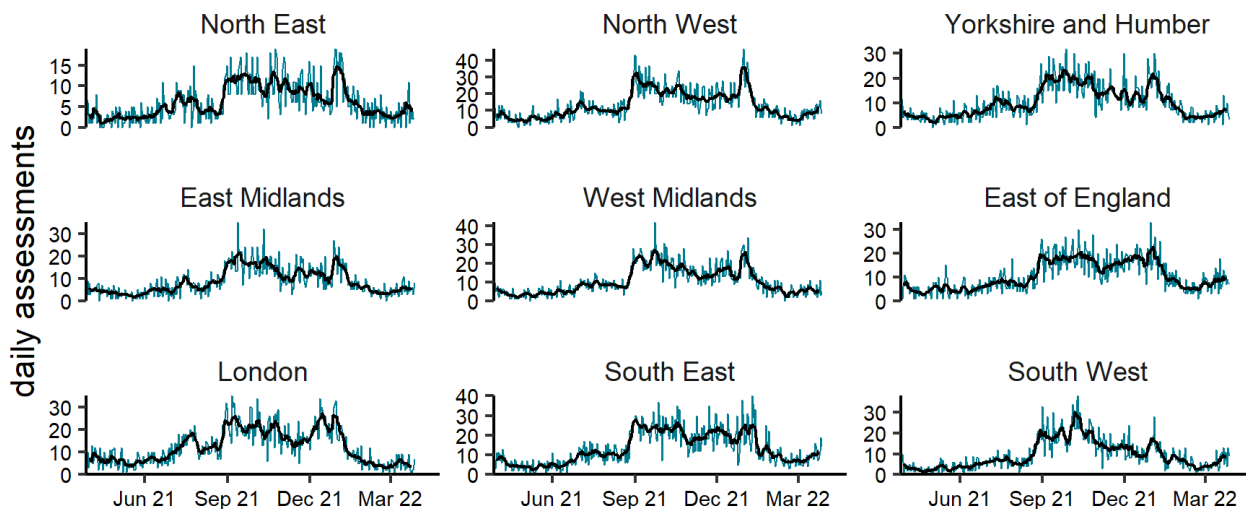 North East North West Yorkshire and Humber
15 40 30
10 30 20
5 20 10
0 10 0
0
East Midlands West Midlands East of England
30 40 30
20 30 20
10 20 10
0 10 0
0
London South East South West
30 40 30
20 30 20
10 20 10
0 10 0
0
Jun 21 Sep 21 Dec 21 Mar 22 Jun 21 Sep 21 Dec 21 Mar 22 Jun 21 Sep 21 Dec 21 Mar 22
daily assessments